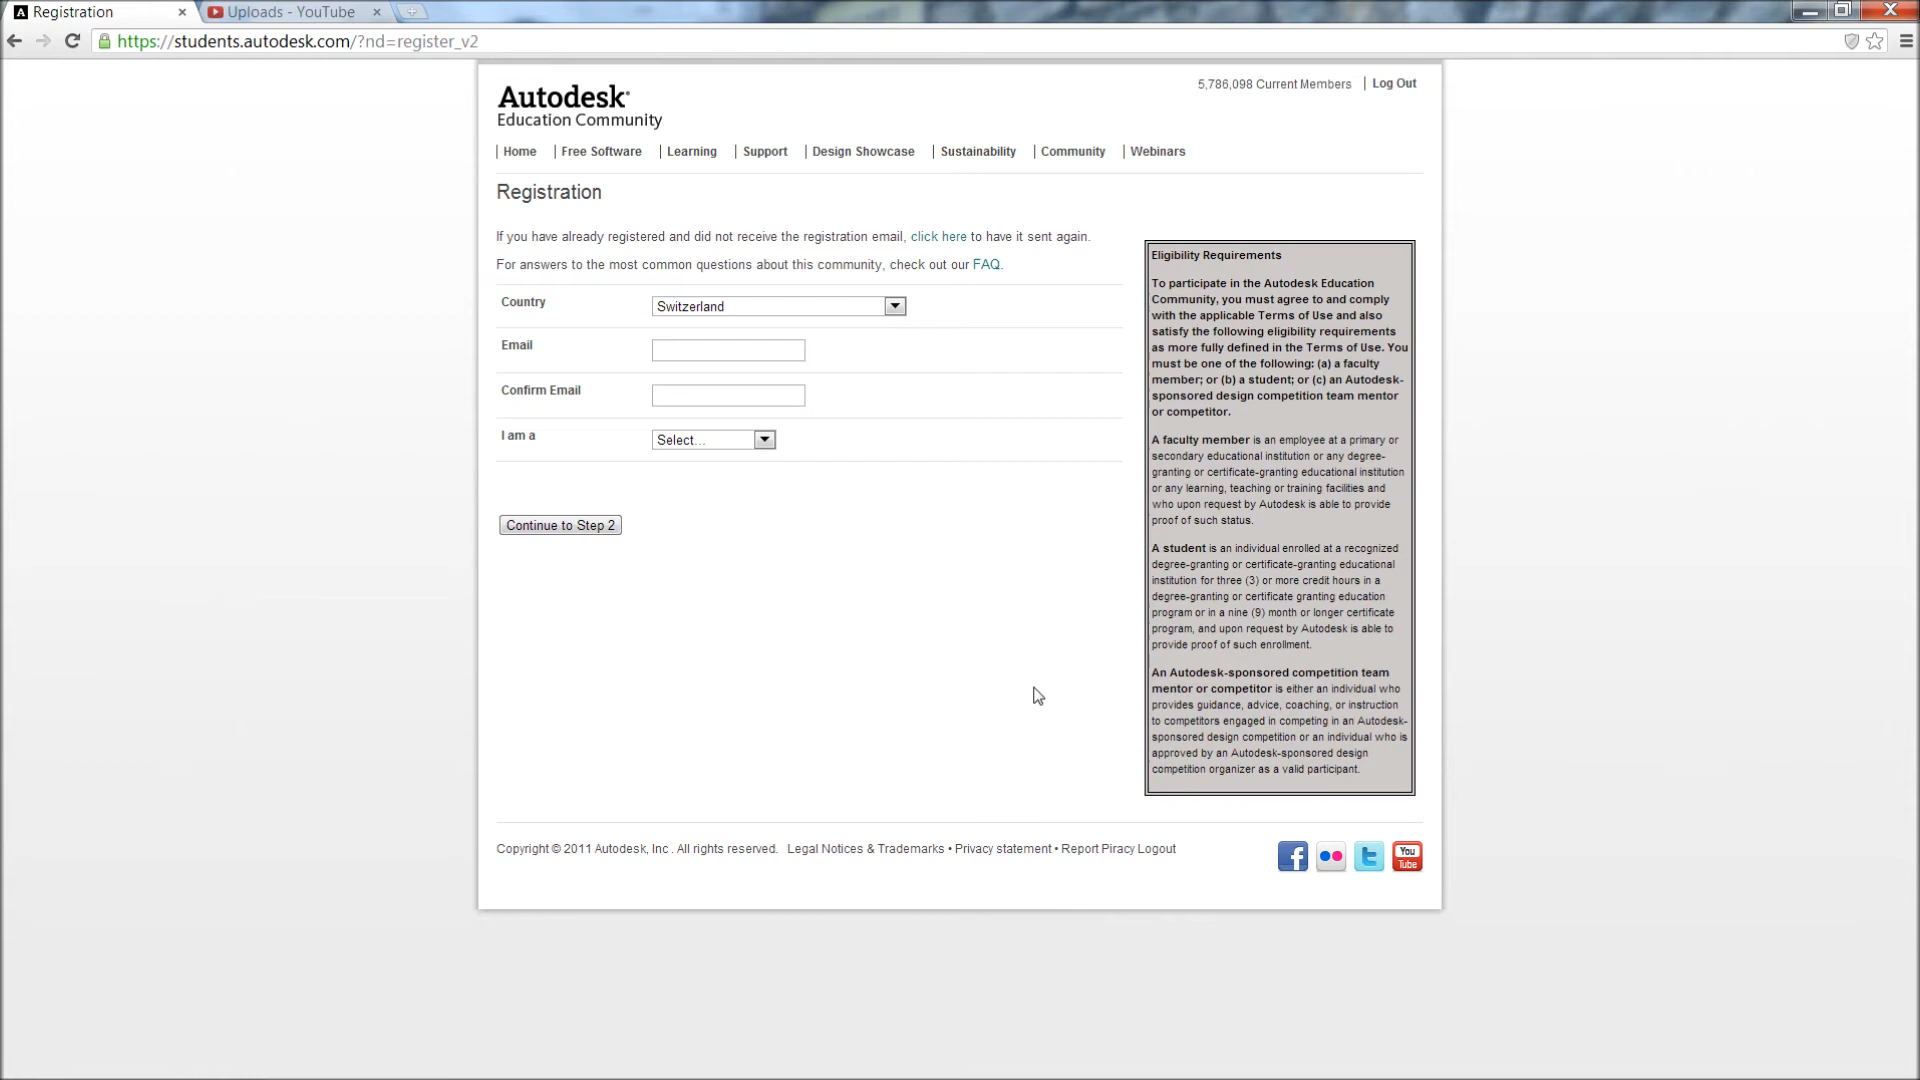 Registration
Uploads - YouTube
https://students.autodesk.com/?nd=register_v2
5,786,098 Current Members | Log Out
Autodesk
Education Community
| Home | Free Software | Learning | Support | Design Showcase | Sustainability | Community | Webinars
Registration
If you have already registered and did not receive the registration email, click here to have it sent again.
For answers to the most common questions about this community, check out our FAQ.
Country Switzerland
Email
Confirm Email
I am a Select...
Continue to Step 2
Eligibility Requirements
To participate in the Autodesk Education
Community, you must agree to and comply
with the applicable Terms of Use and also
satisfy the following eligibility requirements
as more fully defined in the Terms of Use. You
must be one of the following: (a) a faculty
member; or (b) a student; or (c) an Autodesk-
sponsored design competition team mentor
or competitor.
A faculty member is an employee at a primary or
secondary educational institution or any degree-
granting or certificate-granting educational institution
or any learning, teaching or training facilities and
who upon request by Autodesk is able to provide
proof of such status.
A student is an individual enrolled at a recognized
degree-granting or certificate-granting educational
institution for three (3) or more credit hours in a
degree-granting or certificate granting education
program or in a nine (9) month or longer certificate
program, and upon request by Autodesk is able to
provide proof of such enrollment.
An Autodesk-sponsored competition team
mentor or competitor is either an individual who
provides guidance, advice, coaching, or instruction
to competitors engaged in competing in an Autodesk-
sponsored design competition or an individual who is
approved by an Autodesk-sponsored design
competition organizer as a valid participant.
Copyright © 2011 Autodesk, Inc . All rights reserved. Legal Notices & Trademarks • Privacy statement • Report Piracy Logout
You
Tube